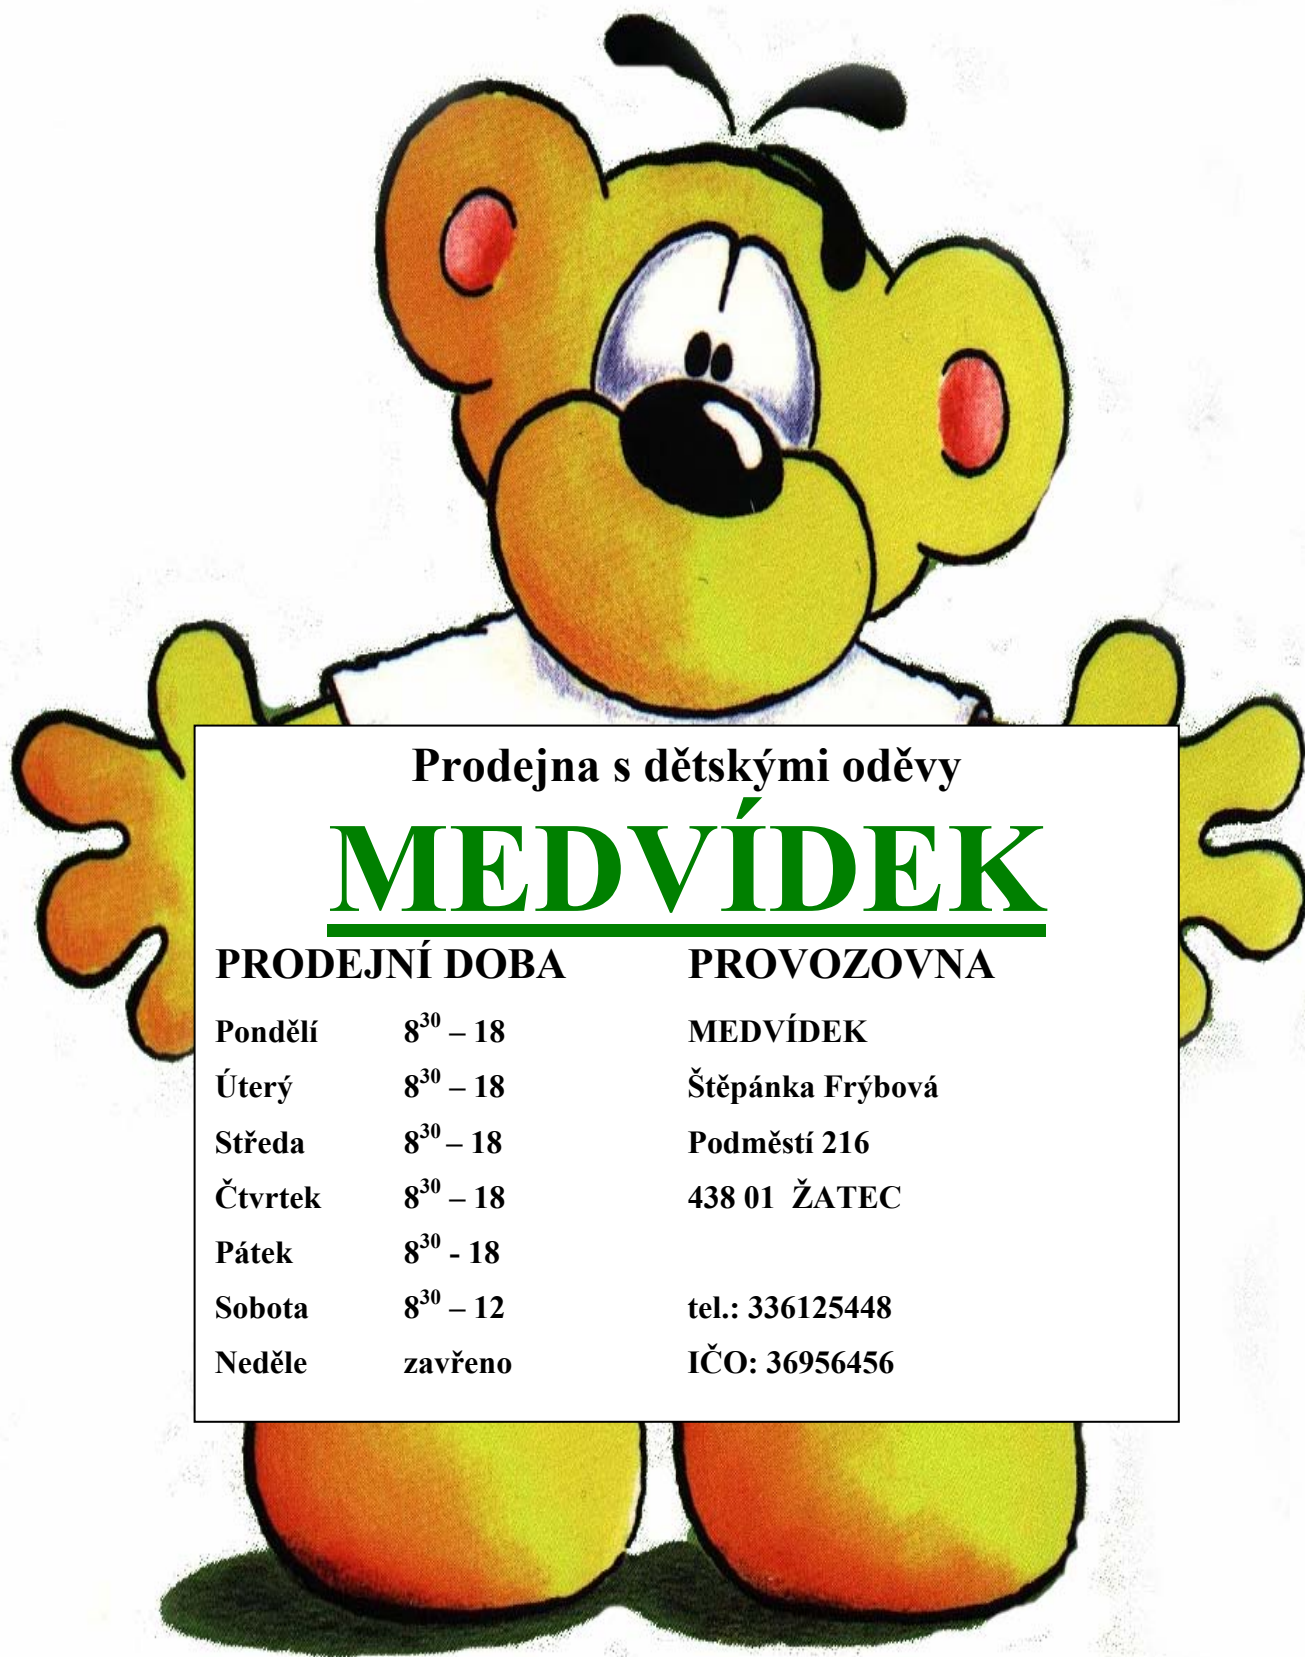 Prodejna s dětskými oděvy
MEDVÍDEK
PRODEJNÍ DOBA PROVOZOVNA
Pondělí 8³⁰ – 18 MEDVÍDEK
Úterý 8³⁰ – 18 Štěpánka Frýbová
Středa 8³⁰ – 18 Podměstí 216
Čtvrtek 8³⁰ – 18 438 01 ŽATEC
Pátek 8³⁰ - 18
Sobota 8³⁰ – 12 tel.: 336125448
Neděle zavřeno IČO: 36956456